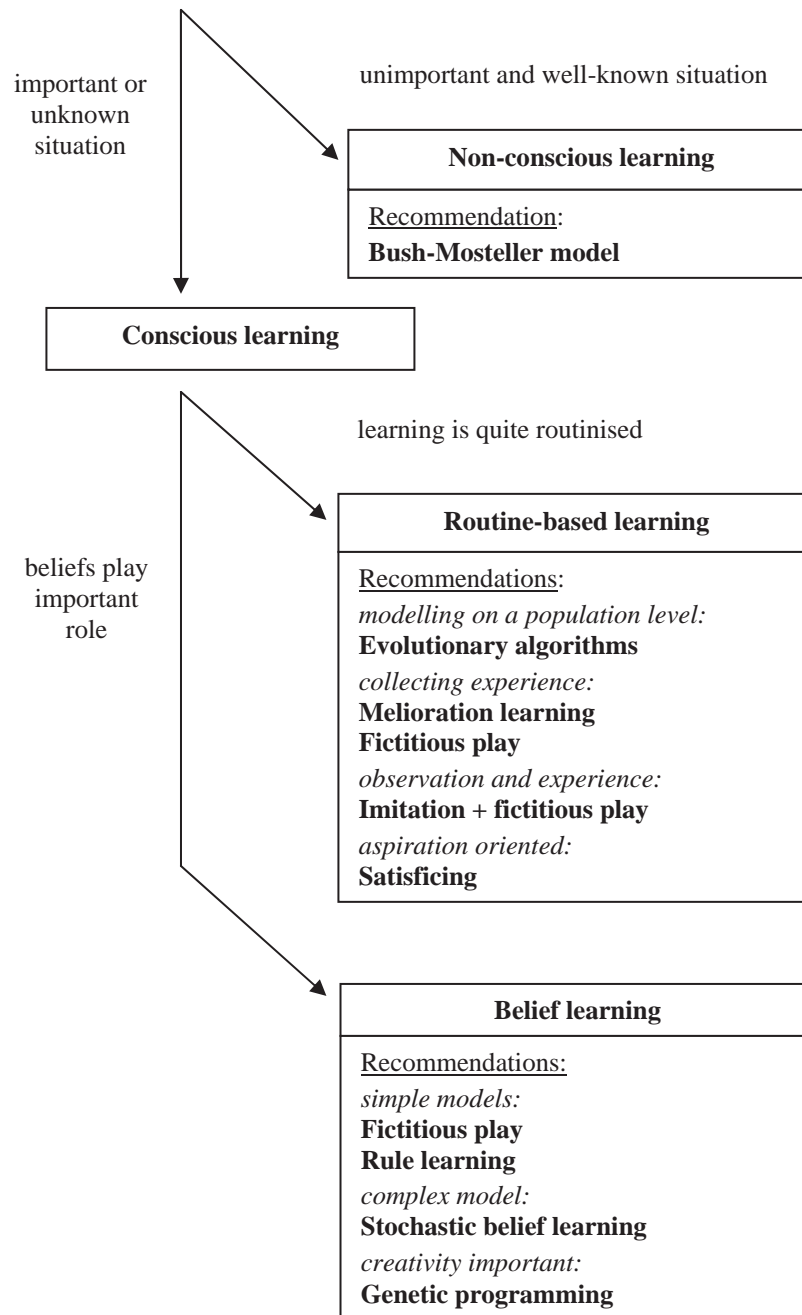 important or
unknown
situation
unimportant and well-known situation
Non-conscious learning
Recommendation:
Bush-Mosteller model
Conscious learning
learning is quite routinised
beliefs play
important
role
Routine-based learning
Recommendations:
modelling on a population level:
Evolutionary algorithms
collecting experience:
Melioration learning
Fictitious play
observation and experience:
Imitation + fictitious play
aspiration oriented:
Satisficing
Belief learning
Recommendations:
simple models:
Fictitious play
Rule learning
complex model:
Stochastic belief learning
creativity important:
Genetic programming